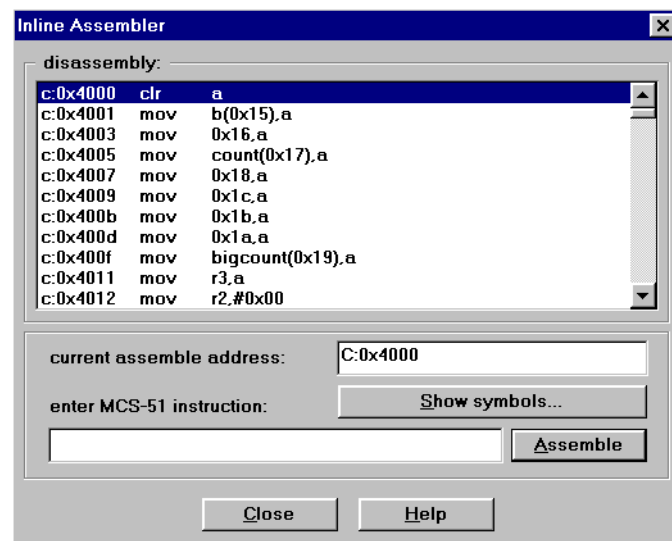 Inline Assembler
disassembly:
c:0x4000 clr a
c:0x4001 mov b(0x15),a
c:0x4003 mov 0x16,a
c:0x4005 mov count(0x17),a
c:0x4007 mov 0x18,a
c:0x4009 mov 0x1c,a
c:0x400b mov 0x1b,a
c:0x400d mov 0x1a,a
c:0x400f mov bigcount(0x19),a
c:0x4011 mov r3,a
c:0x4012 mov r2,#0x00
current assemble address: C:0x4000
enter MCS-51 instruction: Show symbols...
Assemble
Close Help